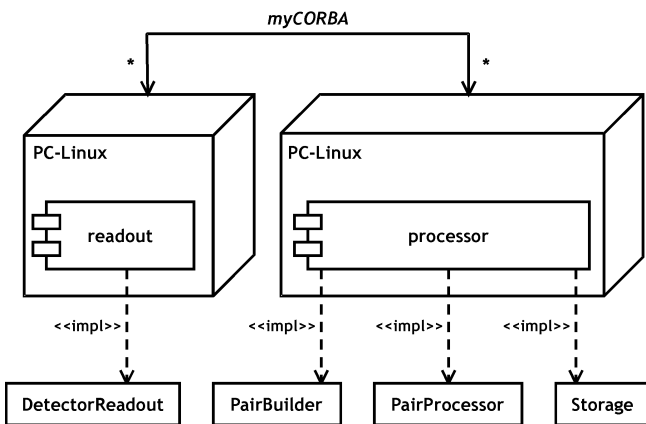 myCORBA
* *
PC-Linux PC-Linux
readout processor
<<impl>> <<impl>> <<impl>> <<impl>>
DetectorReadout PairBuilder PairProcessor Storage